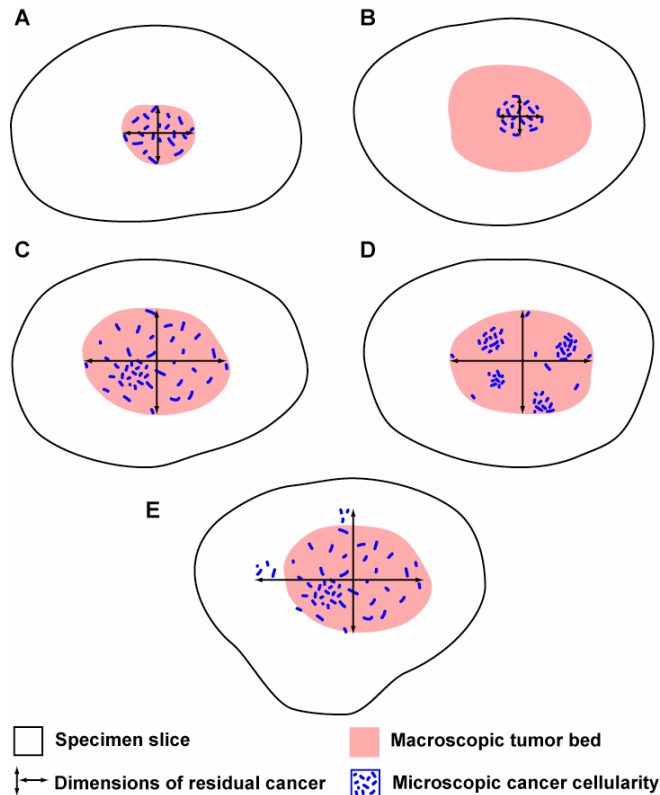 A
B
C
D
E
Specimen slice
Macroscopic tumor bed
Dimensions of residual cancer
Microscopic cancer cellularity